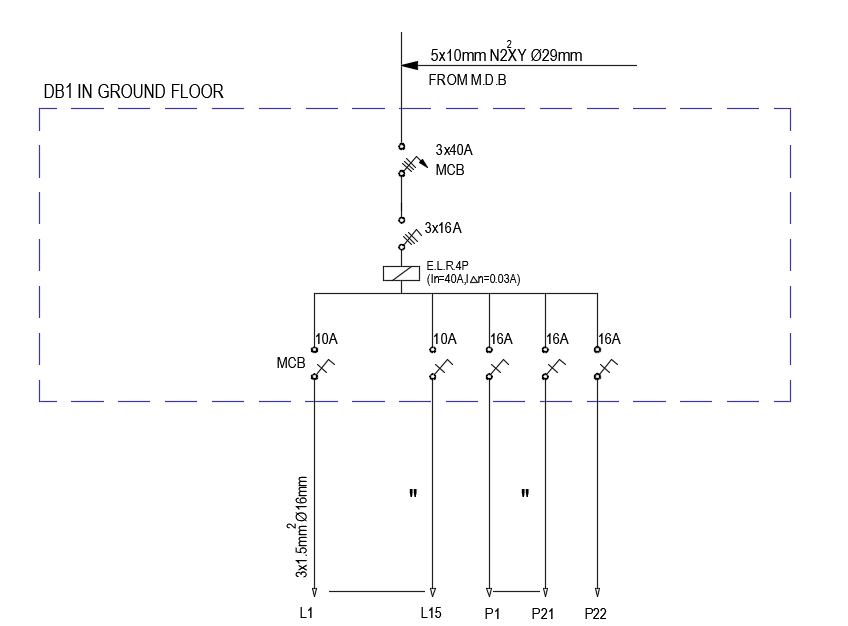 5x10mm² N2XY Ø29mm
FROM M.D.B
DB1 IN GROUND FLOOR
3x40A
MCB
3x16A
E.L.R.4P
(In=40A,I△n=0.03A)
10A
10A
16A
16A
16A
MCB
3x1.5mm² Ø16mm
"
"
L1
L15
P1
P21
P22